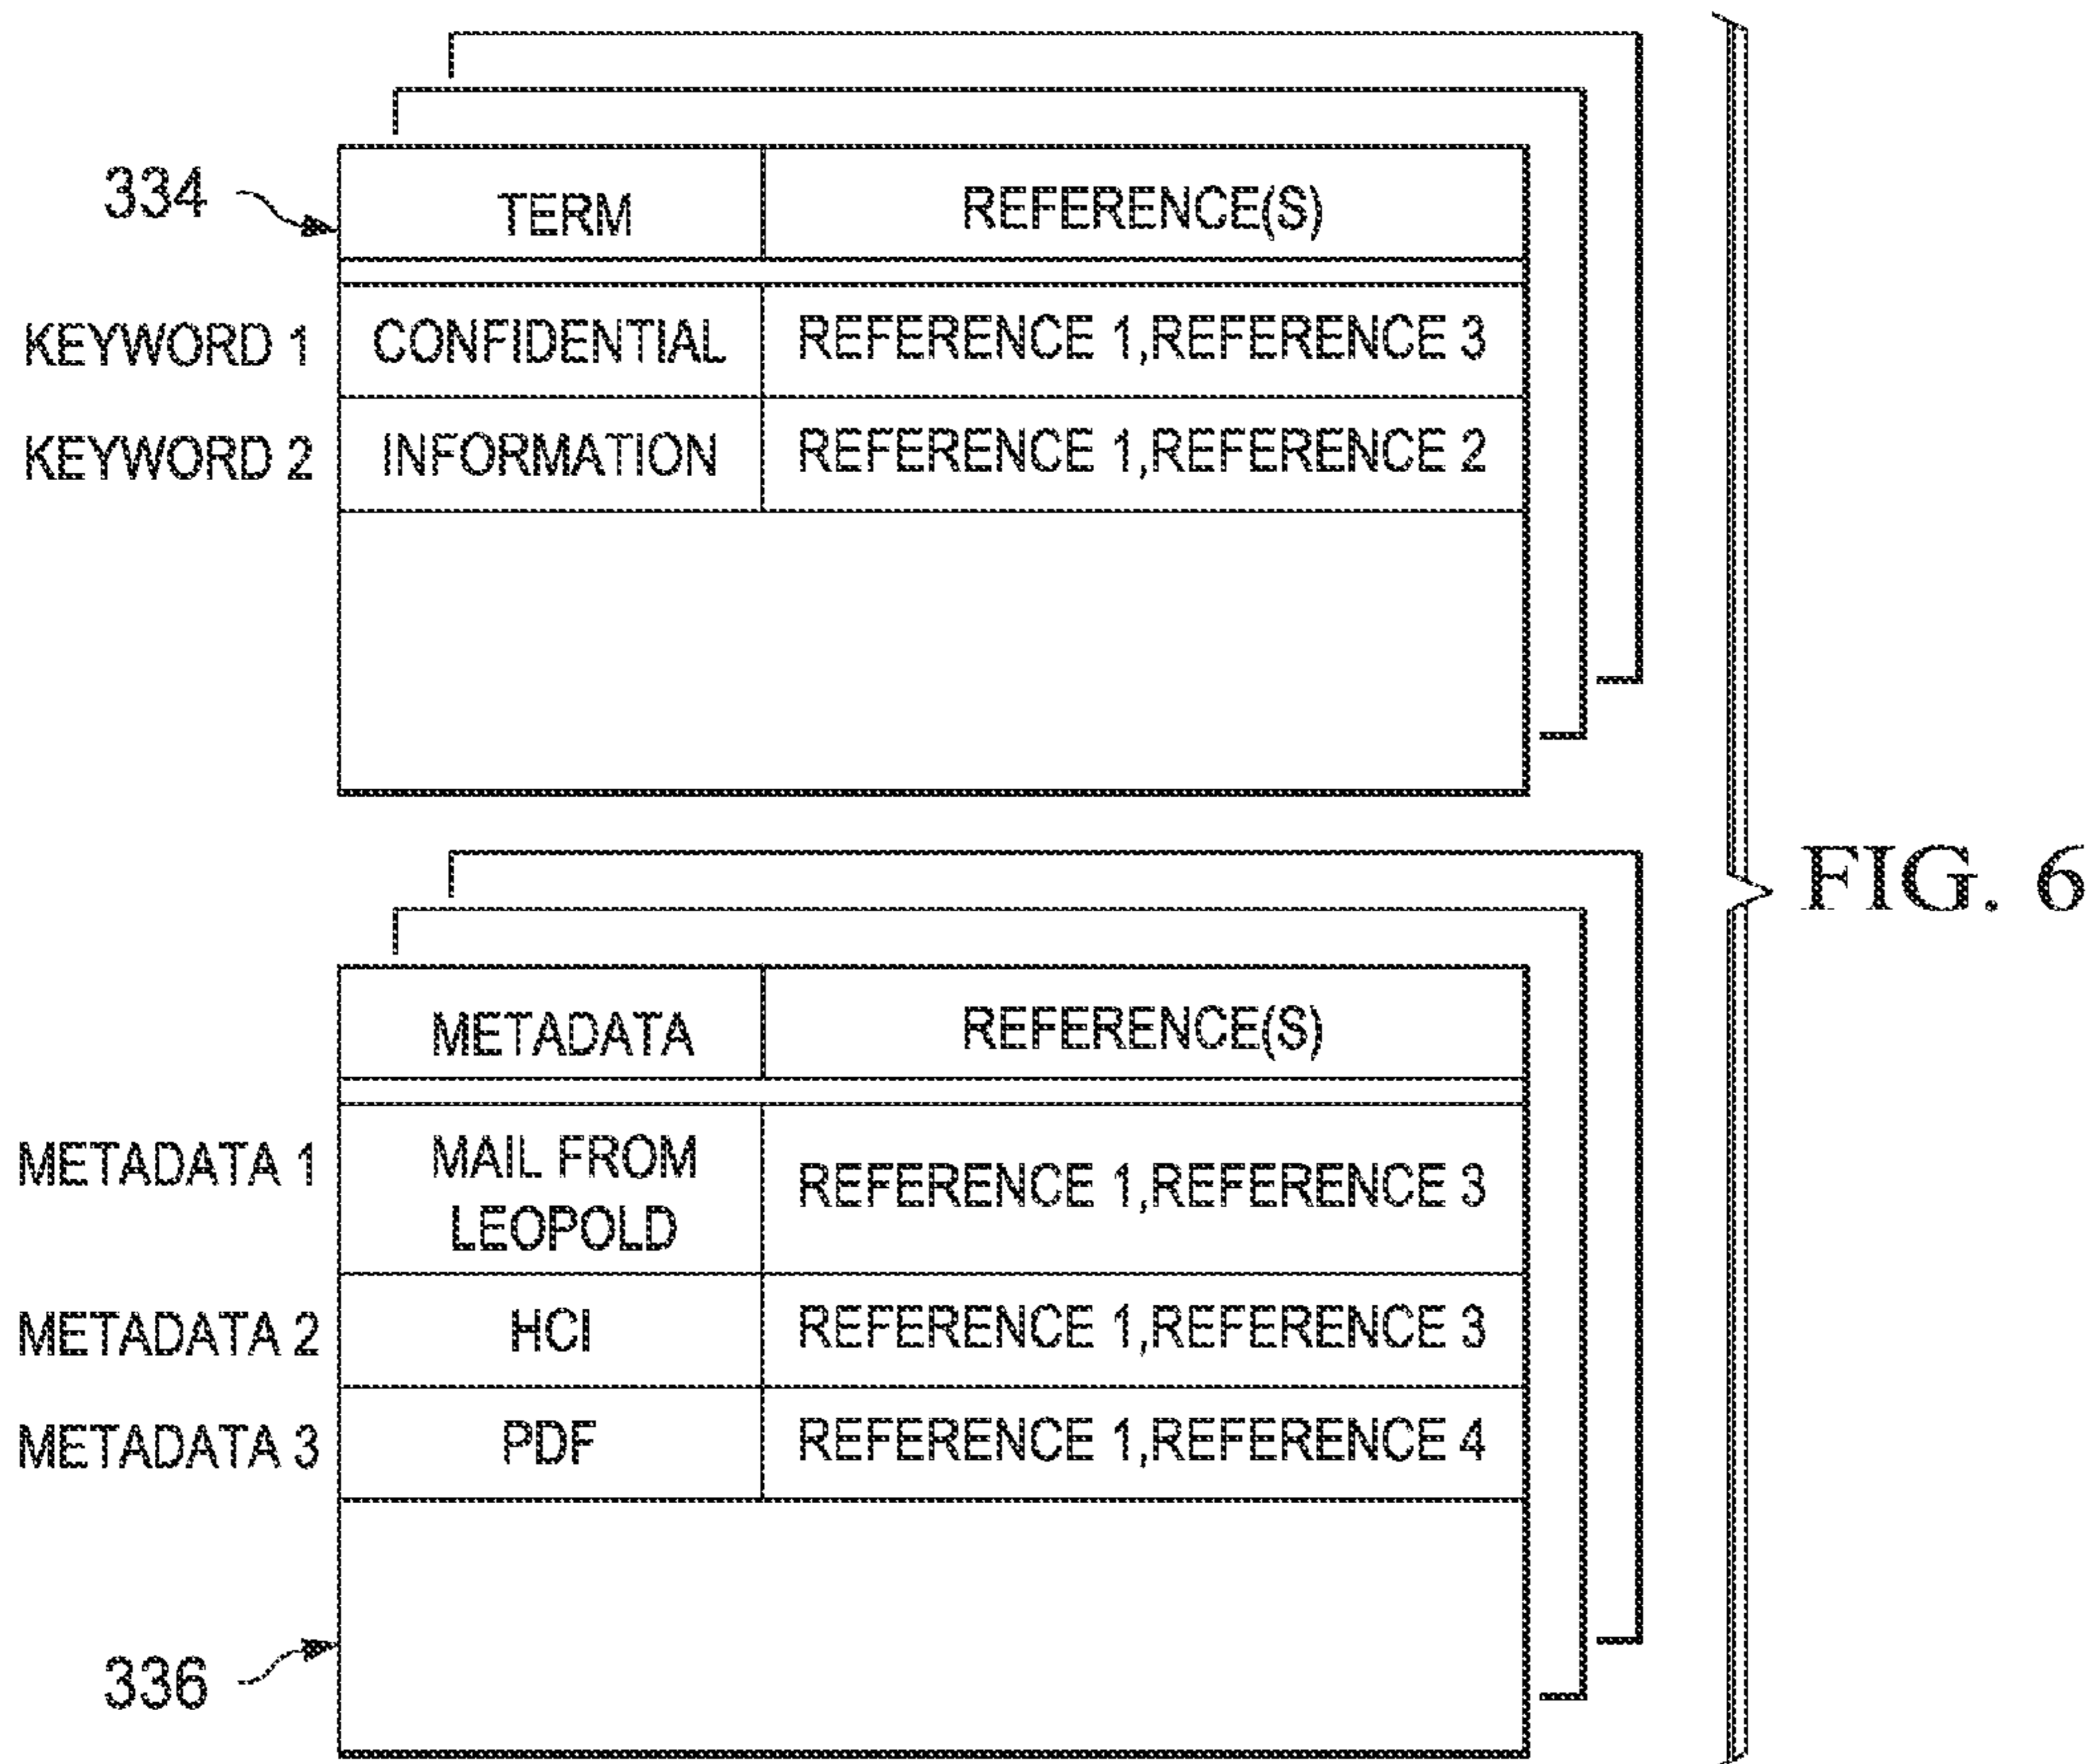 334
TERM REFERENCE(S)
KEYWORD 1 CONFIDENTIAL REFERENCE 1,REFERENCE 3
KEYWORD 2 INFORMATION REFERENCE 1,REFERENCE 2
FIG. 6
METADATA REFERENCE(S)
METADATA 1 MAIL FROM LEOPOLD REFERENCE 1,REFERENCE 3
METADATA 2 HCI REFERENCE 1,REFERENCE 3
METADATA 3 PDF REFERENCE 1,REFERENCE 4
336